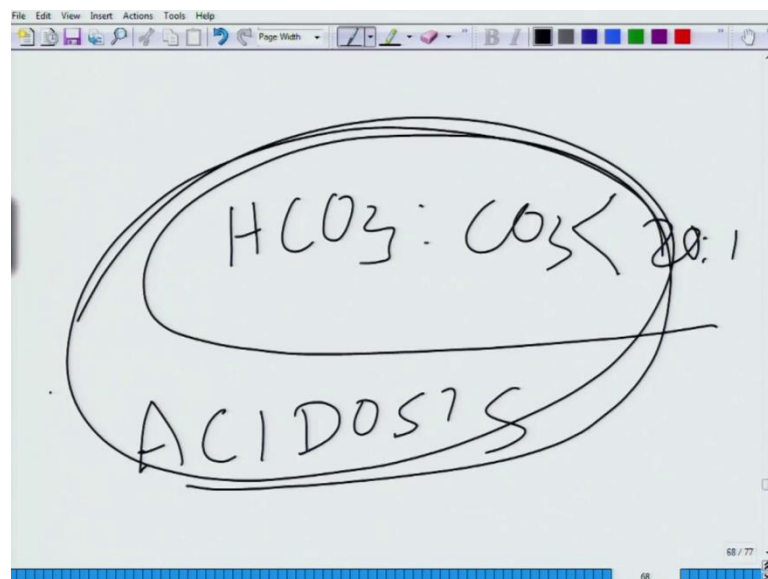 File Edit View Insert Actions Tools Help
Page Width B I
HCO3 : CO3 < 20:1
ACIDOSIS
68 / 77
68